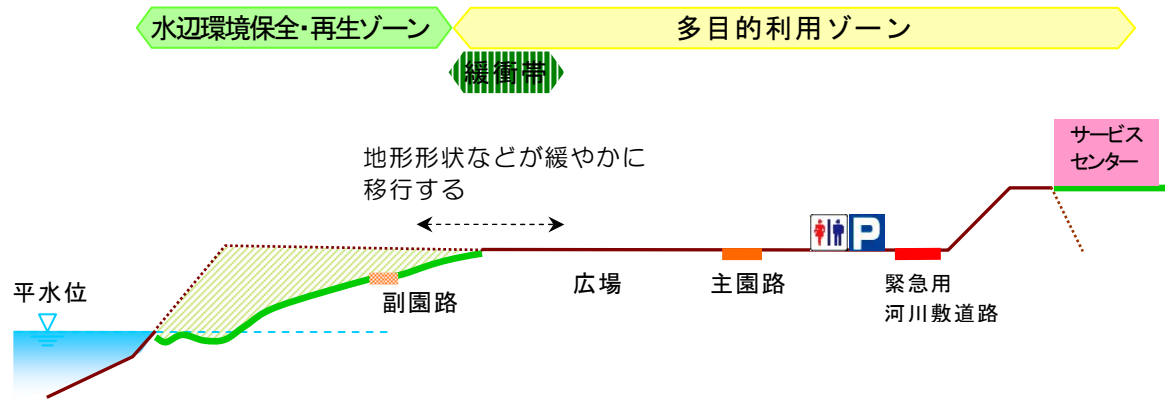 水辺環境保全・再生ゾーン
多目的利用ゾーン
緩衝帯
サービス
センター
地形形状などが緩やかに
移行する
P
平水位
副園路
広場
主園路
緊急用
河川敷道路